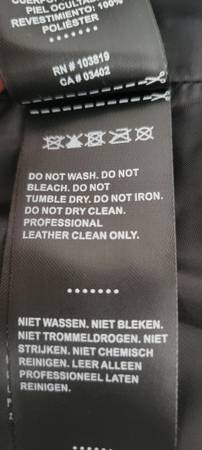 PIEL OCULTA
REVESTIMIENTO: 100%
POLIÉSTER
RN # 103819
CA # 03402
DO NOT WASH. DO NOT
BLEACH. DO NOT
TUMBLE DRY. DO NOT IRON.
DO NOT DRY CLEAN.
PROFESSIONAL
LEATHER CLEAN ONLY.
NIET WASSEN. NIET BLEKEN.
NIET TROMMELDROGEN. NIET
STRIJKEN. NIET CHEMISCH
REINIGEN. LEER ALLEEN
PROFESSIONEEL LATEN
REINIGEN.